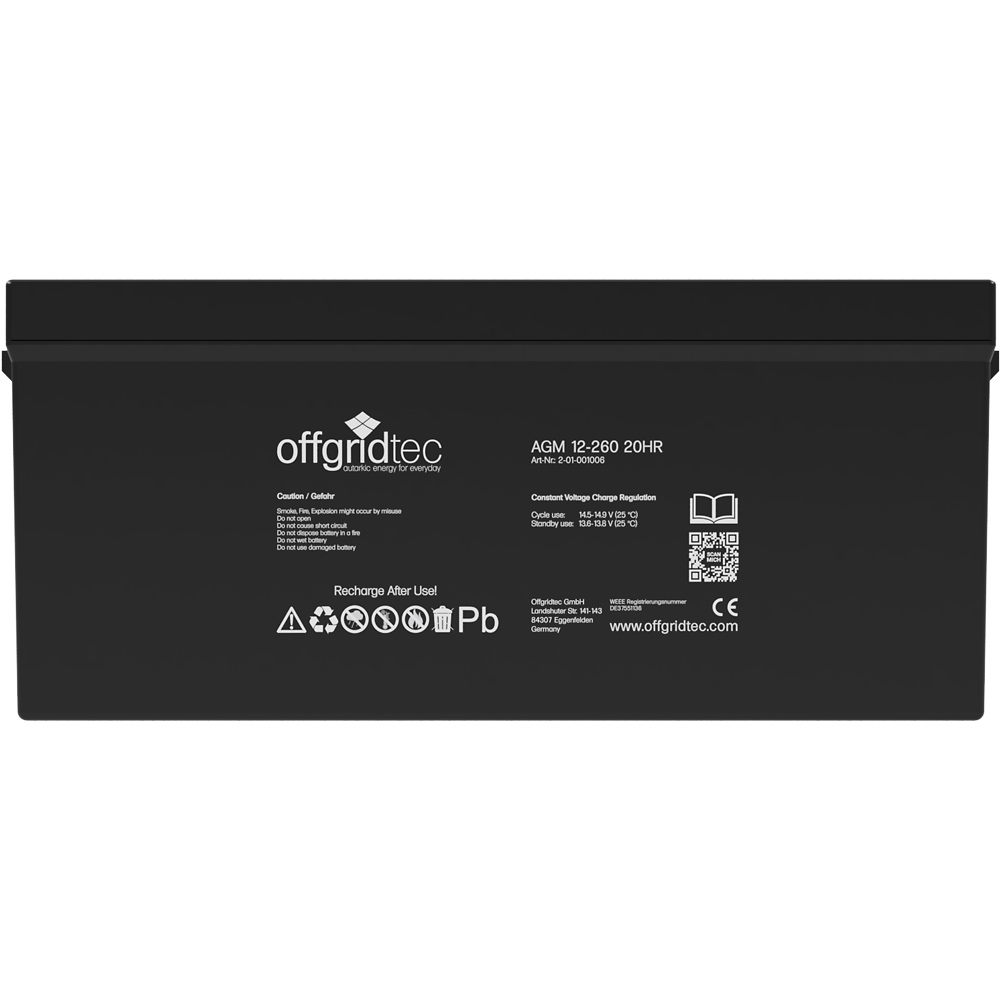 offgridtec
autarkic energy for everyday
Caution / Gefahr
Smoke, Fire, Explosion might occur by misuse
Do not open
Do not cause short circuit
Do not dispose battery in a fire
Do not wet battery
Do not use damaged battery
Recharge After Use!
Pb
AGM 12-260 20HR
Art-Nr.: 2-01-001006
Constant Voltage Charge Regulation
Cycle use: 14.5-14.9 V (25 °C)
Standby use: 13.6-13.8 V (25 °C)
SCAN
MICH
Offgridtec GmbH
Landshuter Str. 141-143
84307 Eggenfelden
Germany
WEEE Registrierungsnummer
DE37551136
CE
www.offgridtec.com